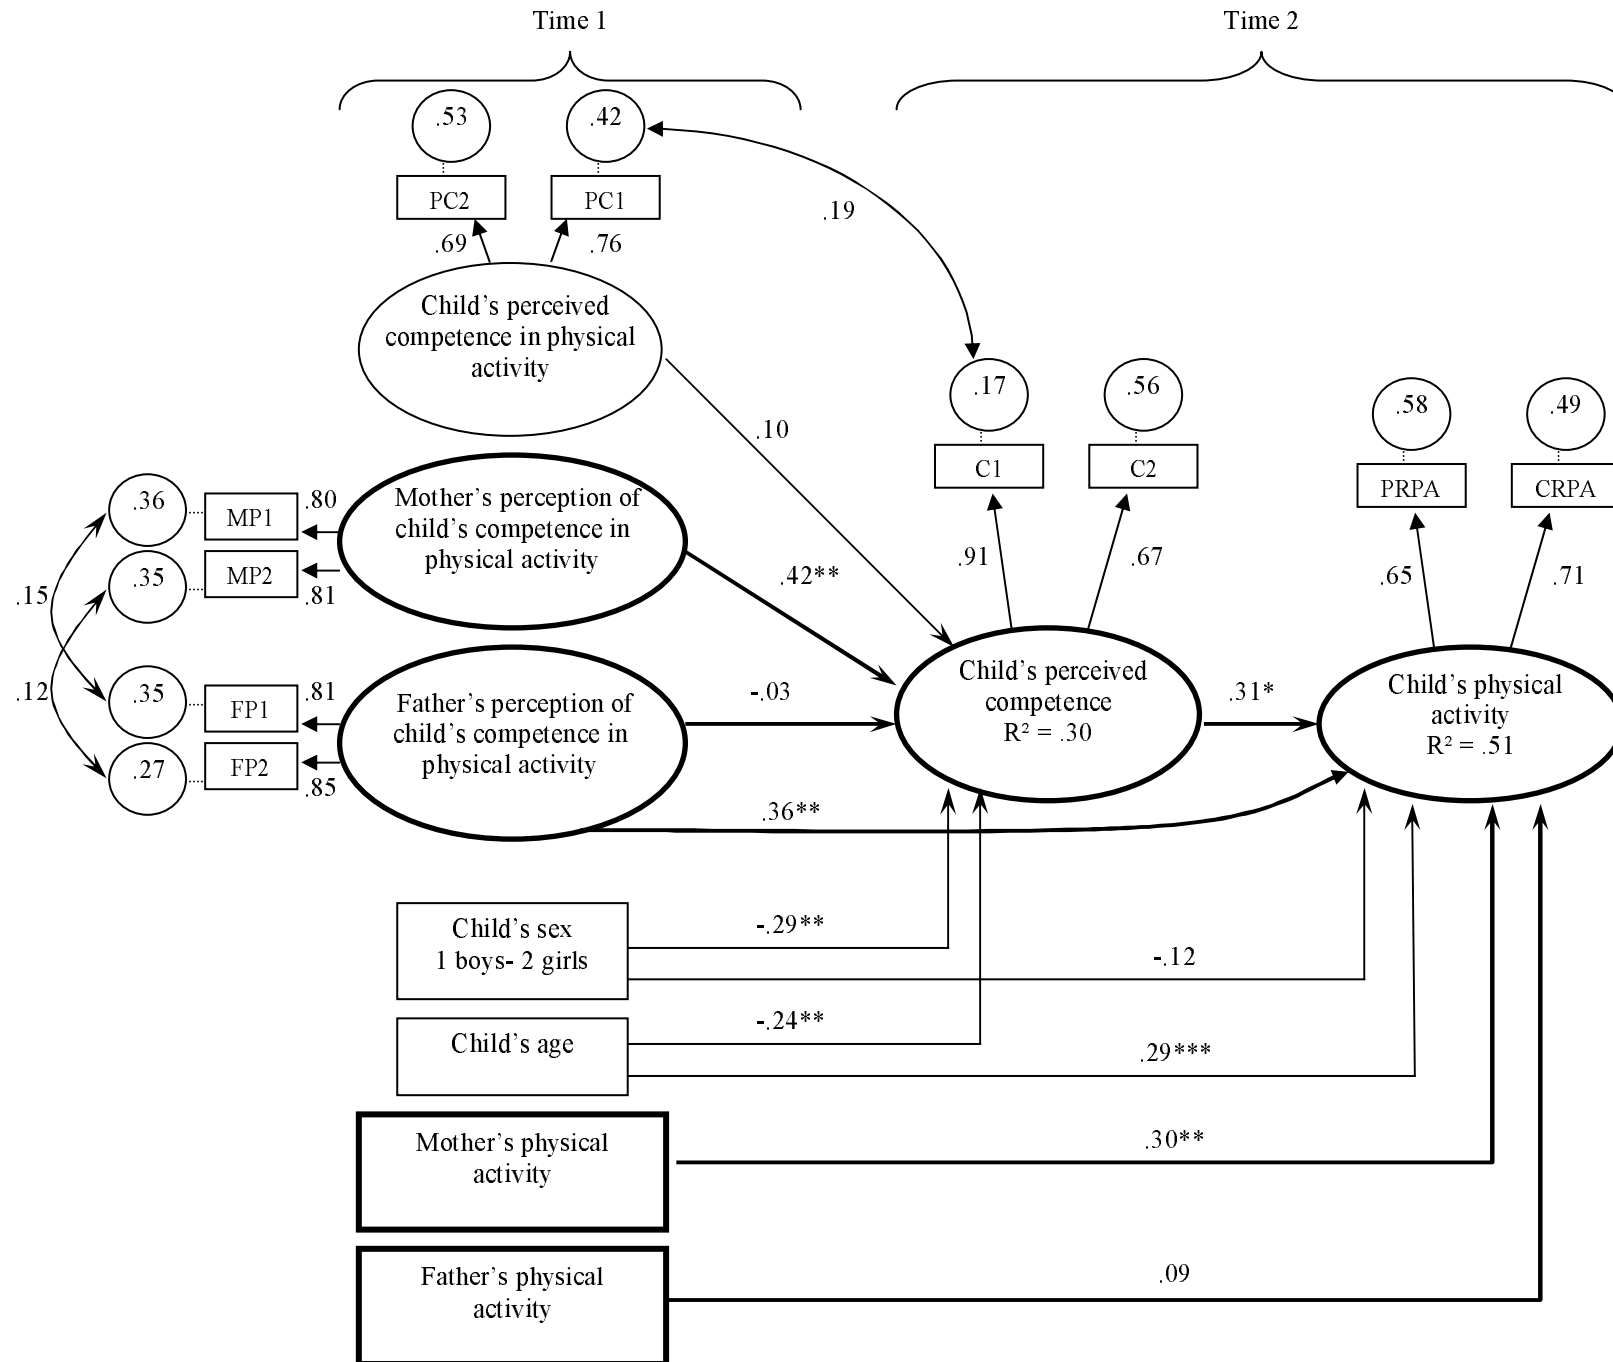 Time 1
Time 2
.53
.42
PC2
PC1
.19
.69
.76
Child’s perceived
competence in physical
activity
.10
.17
.56
.58
.49
C1
C2
PRPA
CRPA
.36
MP1
.80
Mother’s perception of
child’s competence in
physical activity
.35
MP2
.81
.42**
.91
.67
.65
.71
.15
.12
.35
FP1
.81
Father’s perception of
child’s competence in
physical activity
.27
FP2
.85
-.03
Child’s perceived
competence
R² = .30
.31*
Child’s physical
activity
R² = .51
.36**
Child’s sex
1 boys- 2 girls
-.29**
-.12
Child’s age
-.24**
.29***
Mother’s physical
activity
.30**
Father’s physical
activity
.09